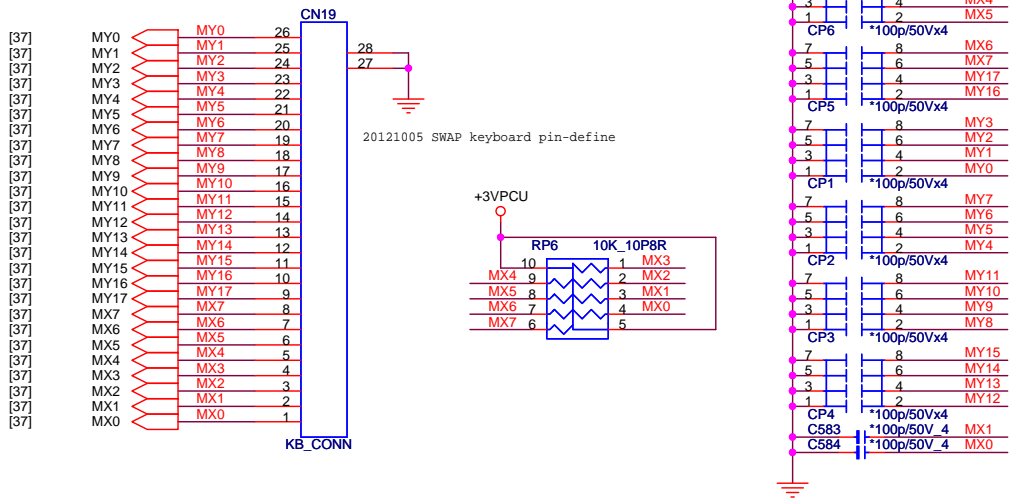 CN19
[37] MY0 MY0 26
[37] MY1 MY1 25 28
[37] MY2 MY2 24 27
[37] MY3 MY3 23
[37] MY4 MY4 22
[37] MY5 MY5 21
[37] MY6 MY6 20
[37] MY7 MY7 19
[37] MY8 MY8 18
[37] MY9 MY9 17
[37] MY10 MY10 16
[37] MY11 MY11 15
[37] MY12 MY12 14
[37] MY13 MY13 13
[37] MY14 MY14 12
[37] MY15 MY15 11
[37] MY16 MY16 10
[37] MY17 MY17 9
[37] MX7 MX7 8
[37] MX6 MX6 7
[37] MX5 MX5 6
[37] MX4 MX4 5
[37] MX3 MX3 4
[37] MX2 MX2 3
[37] MX1 MX1 2
[37] MX0 MX0 1
KB_CONN
20121005 SWAP keyboard pin-define
+3VPCU
RP6 10K_10P8R
10 1 MX3
MX4 9 2 MX2
MX5 8 3 MX1
MX6 7 4 MX0
MX7 6 5
3 4 MX4
1 2 MX5
CP6 *100p/50Vx4
7 8 MX6
5 6 MX7
3 4 MY17
1 2 MY16
CP5 *100p/50Vx4
7 8 MY3
5 6 MY2
3 4 MY1
1 2 MY0
CP1 *100p/50Vx4
7 8 MY7
5 6 MY6
3 4 MY5
1 2 MY4
CP2 *100p/50Vx4
7 8 MY11
5 6 MY10
3 4 MY9
1 2 MY8
CP3 *100p/50Vx4
7 8 MY15
5 6 MY14
3 4 MY13
1 2 MY12
CP4 *100p/50Vx4
C583 *100p/50V_4 MX1
C584 *100p/50V_4 MX0